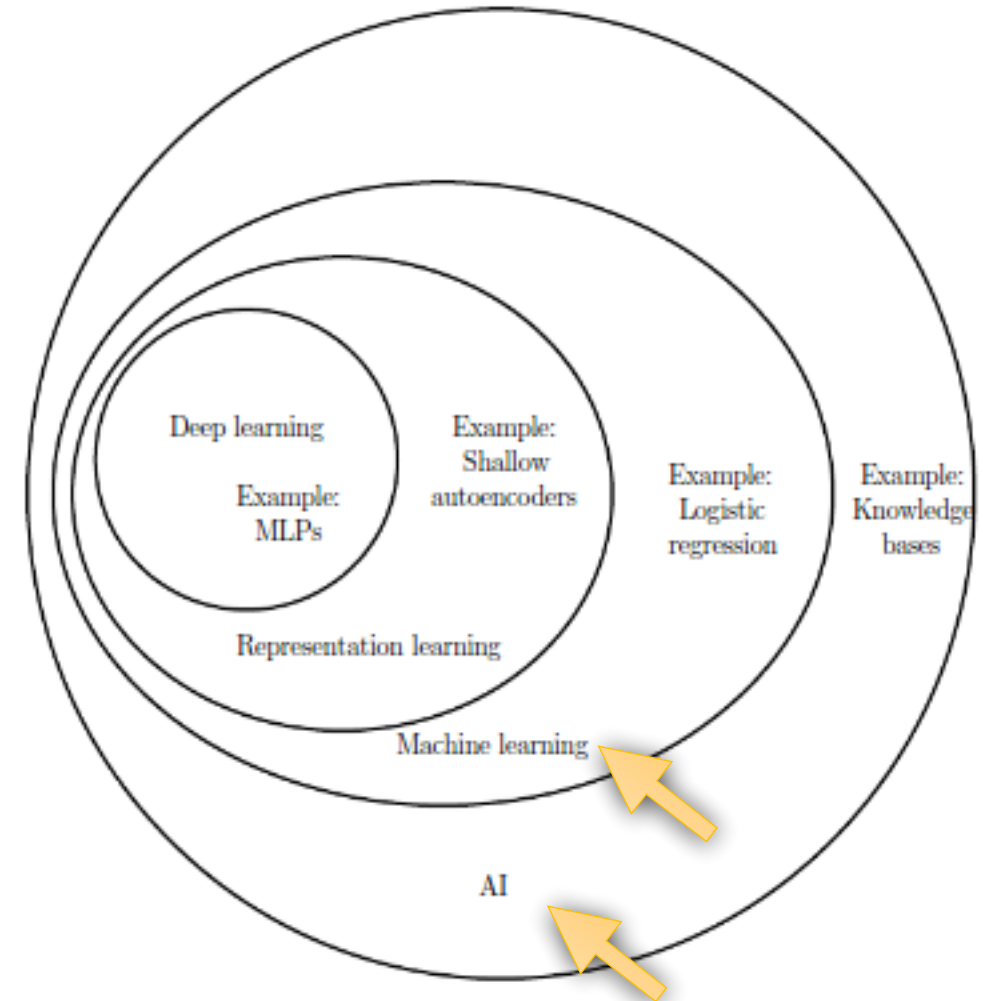 Deep learning
Example:
MLPs
Example:
Shallow
autoencoders
Example:
Logistic
regression
Example:
Knowledge
bases
Representation learning
Machine learning
AI